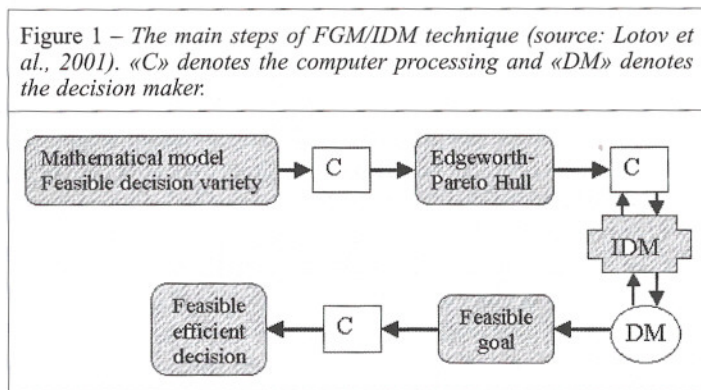 Figure 1 – The main steps of FGM/IDM technique (source: Lotov et
al., 2001). «C» denotes the computer processing and «DM» denotes
the decision maker.
Mathematical model
Feasible decision variety
C
Edgeworth-
Pareto Hull
C
IDM
DM
Feasible
goal
C
Feasible
efficient
decision